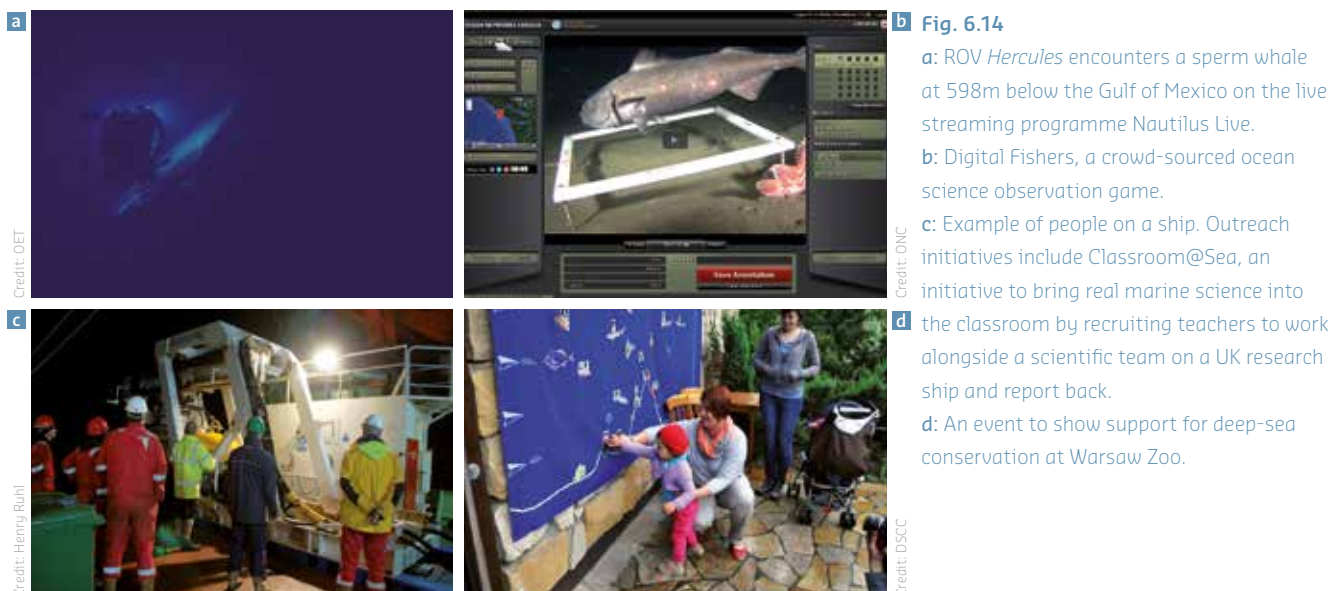 a
b
Fig. 6.14
a: ROV Hercules encounters a sperm whale
at 598m below the Gulf of Mexico on the live
streaming programme Nautilus Live.
b: Digital Fishers, a crowd-sourced ocean
science observation game.
c: Example of people on a ship. Outreach
initiatives include Classroom@Sea, an
initiative to bring real marine science into
the classroom by recruiting teachers to work
alongside a scientific team on a UK research
ship and report back.
d: An event to show support for deep-sea
conservation at Warsaw Zoo.
Credit: OET
Save Annotation
Credit: ONC
c
d
Credit: Henry Ruhl
Credit: DSCC